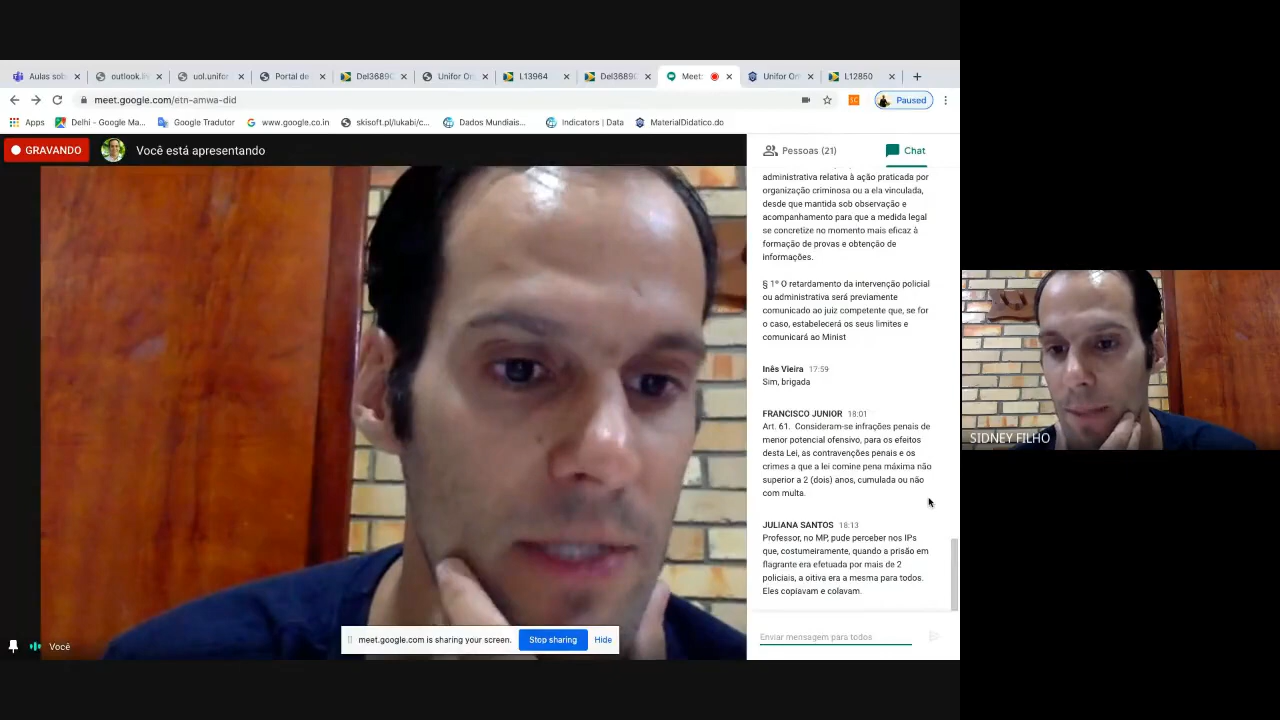 Aulas sob
outlook.li
uol.unifor
Portal de
Del3689
Unifor On
L13964
Del3689
Meet:
Unifor On
L12850
meet.google.com/etn-amwa-did
Paused
Apps
Delhi - Google Ma...
Google Tradutor
www.google.co.in
skisoft.pl/lukabi/c...
Dados Mundiais...
Indicators | Data
MaterialDidatico.do
GRAVANDO
Você está apresentando
Pessoas (21)
Chat
administrativa relativa à ação praticada por
organização criminosa ou a ela vinculada,
desde que mantida sob observação e
acompanhamento para que a medida legal
se concretize no momento mais eficaz à
formação de provas e obtenção de
informações.
§ 1º O retardamento da intervenção policial
ou administrativa será previamente
comunicado ao juiz competente que, se for
o caso, estabelecerá os seus limites e
comunicará ao Minist
Inês Vieira 17:59
Sim, brigada
FRANCISCO JUNIOR 18:01
Art. 61. Consideram-se infrações penais de
menor potencial ofensivo, para os efeitos
desta Lei, as contravenções penais e os
crimes a que a lei comine pena máxima não
superior a 2 (dois) anos, cumulada ou não
com multa.
JULIANA SANTOS 18:13
Professor, no MP, pude perceber nos IPs
que, costumeiramente, quando a prisão em
flagrante era efetuada por mais de 2
policiais, a oitiva era a mesma para todos.
Eles copiavam e colavam.
Enviar mensagem para todos
meet.google.com is sharing your screen.
Stop sharing
Hide
Você
SIDNEY FILHO